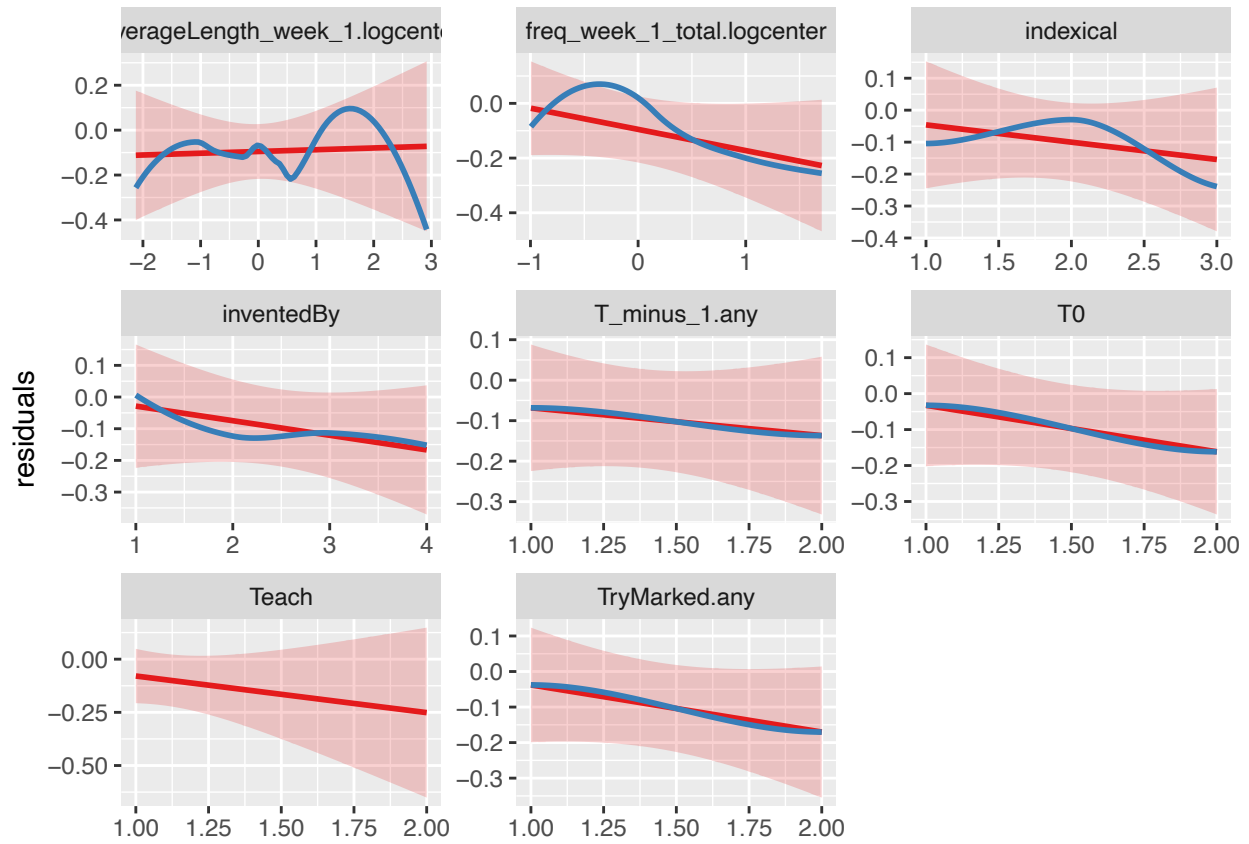 verageLength_week_1.logcente
freq_week_1_total.logcenter
indexical
0.2
0.0
−0.2
−0.4
−2 −1 0 1 2 3
0.0
−0.2
−0.4
−1 0 1
0.1
0.0
−0.1
−0.2
−0.3
−0.4
1.0 1.5 2.0 2.5 3.0
inventedBy
T_minus_1.any
T0
residuals
0.1
0.0
−0.1
−0.2
−0.3
1 2 3 4
0.1
0.0
−0.1
−0.2
−0.3
1.00 1.25 1.50 1.75 2.00
0.1
0.0
−0.1
−0.2
−0.3
1.00 1.25 1.50 1.75 2.00
Teach
TryMarked.any
0.00
−0.25
−0.50
1.00 1.25 1.50 1.75 2.00
0.1
0.0
−0.1
−0.2
−0.3
1.00 1.25 1.50 1.75 2.00